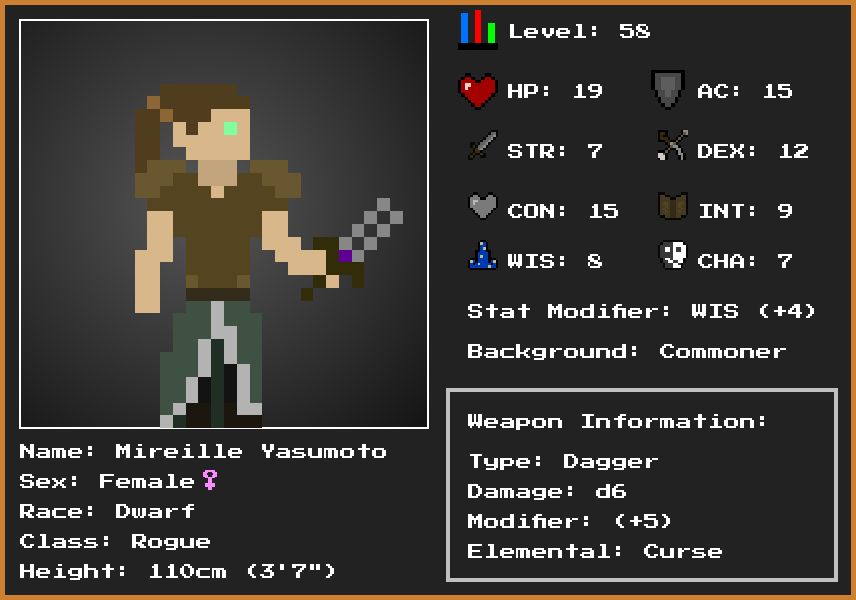 Level: 58
HP: 19
AC: 15
STR: 7
DEX: 12
CON: 15
INT: 9
WIS: 8
CHA: 7
Stat Modifier: WIS (+4)
Background: Commoner
Weapon Information:
Type: Dagger
Damage: d6
Modifier: (+5)
Elemental: Curse
Name: Mireille Yasumoto
Sex: Female♀
Race: Dwarf
Class: Rogue
Height: 110cm (3'7")